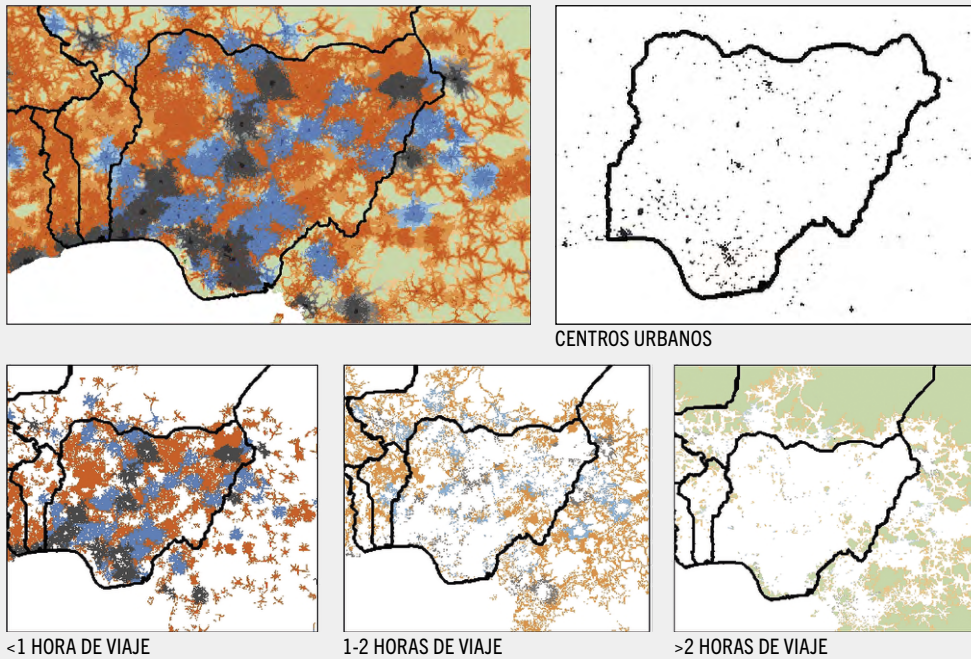 CENTROS URBANOS
<1 HORA DE VIAJE
1-2 HORAS DE VIAJE
>2 HORAS DE VIAJE